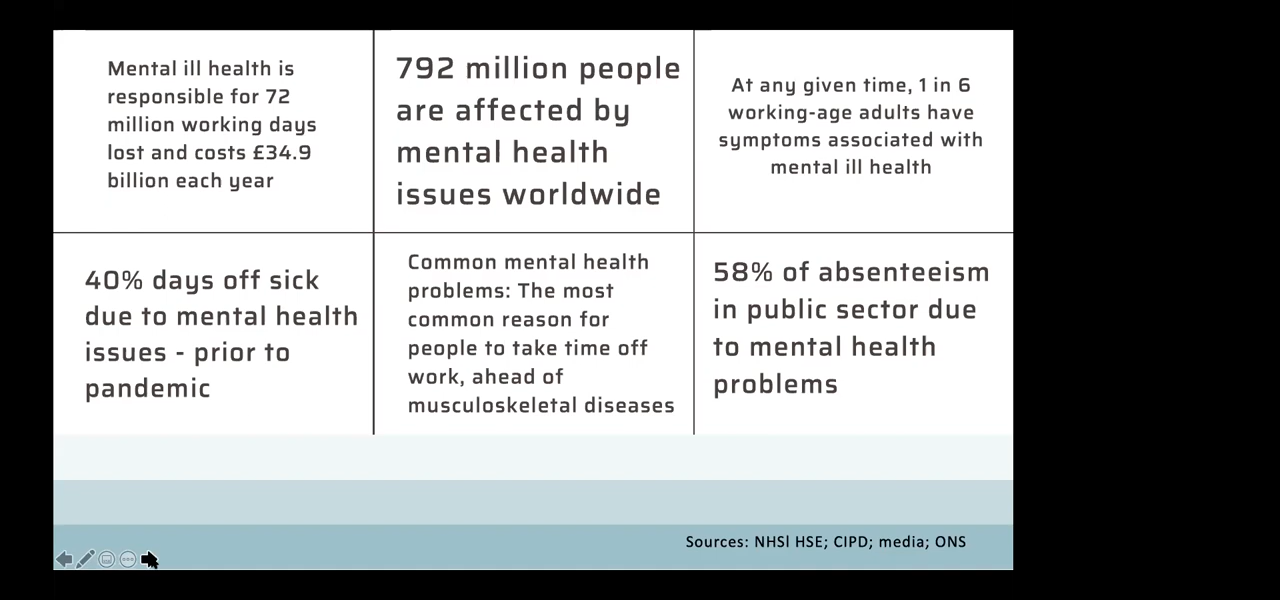 Mental ill health is
responsible for 72
million working days
lost and costs £34.9
billion each year
792 million people
are affected by
mental health
issues worldwide
At any given time, 1 in 6
working-age adults have
symptoms associated with
mental ill health
40% days off sick
due to mental health
issues - prior to
pandemic
Common mental health
problems: The most
common reason for
people to take time off
work, ahead of
musculoskeletal diseases
58% of absenteeism
in public sector due
to mental health
problems
Sources: NHSl HSE; CIPD; media; ONS